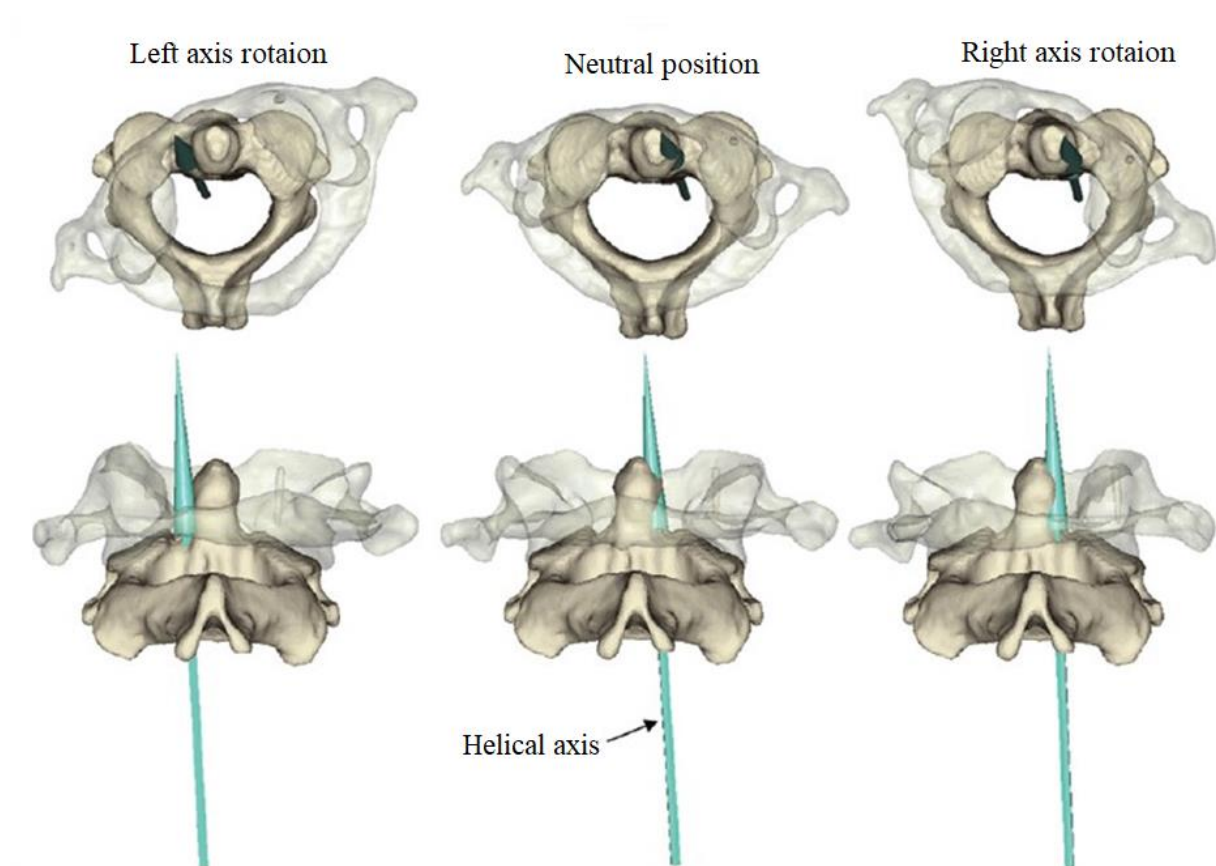 Left axis rotaion
Neutral position
Right axis rotaion
Helical axis